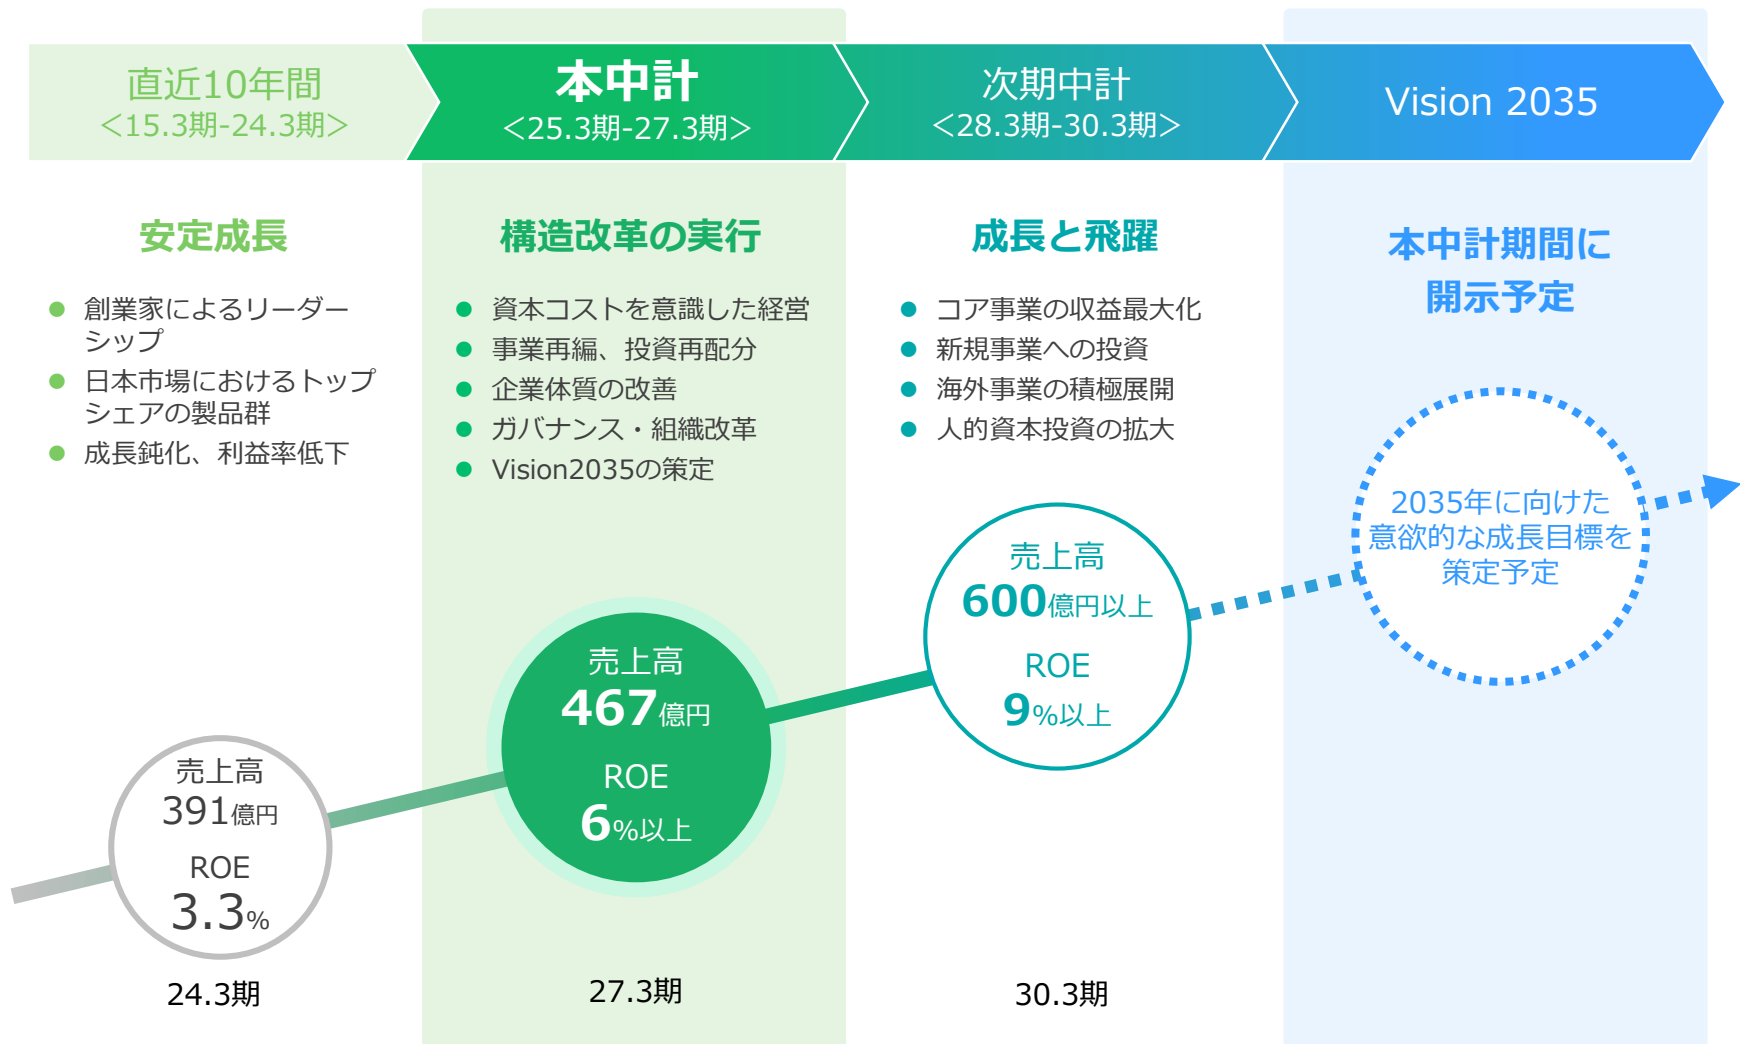 直近10年間
<15.3期-24.3期>
本中計
<25.3期-27.3期>
次期中計
<28.3期-30.3期>
Vision 2035
安定成長
● 創業家によるリーダー
シップ
● 日本市場におけるトップ
シェアの製品群
● 成長鈍化、利益率低下
構造改革の実行
● 資本コストを意識した経営
● 事業再編、投資再配分
● 企業体質の改善
● ガバナンス・組織改革
● Vision2035の策定
成長と飛躍
● コア事業の収益最大化
● 新規事業への投資
● 海外事業の積極展開
● 人的資本投資の拡大
本中計期間に
開示予定
売上高
391億円
ROE
3.3%
24.3期
売上高
467億円
ROE
6%以上
27.3期
売上高
600億円以上
ROE
9%以上
30.3期
2035年に向けた
意欲的な成長目標を
策定予定